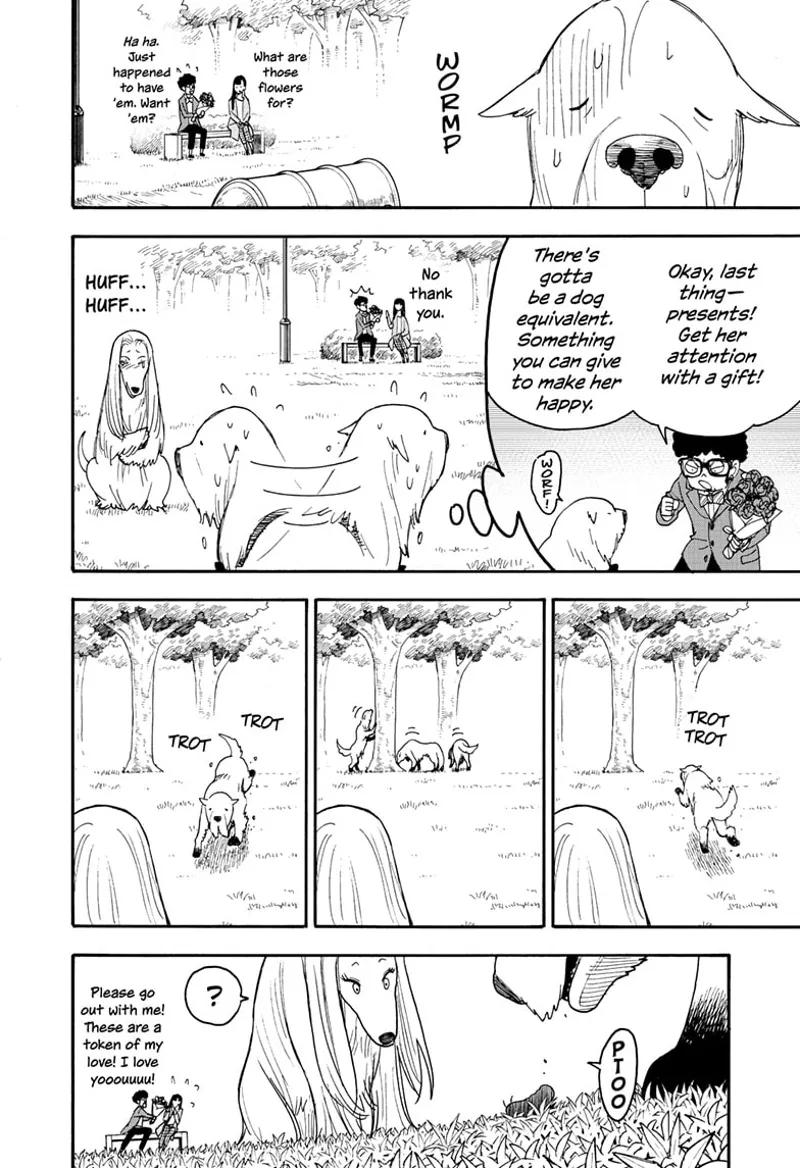 WORMP
What are
those
flowers
for?
Ha ha.
Just
happened
to have
'em. Want
'em?
Okay, last
thing—
presents!
Get her
attention
with a gift!
There's
gotta
be a dog
equivalent.
Something
you can give
to make her
happy.
WORF!
No
thank
you.
HUFF...
HUFF...
TROT
TROT
TROT
TROT
PTOO
?
Please go
out with me!
These are a
token of my
love! I love
yooouuuu!